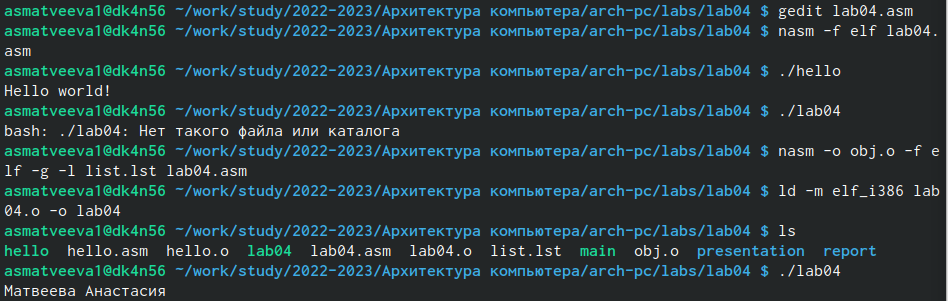 asmatveeva1@dk4n56 ~/work/study/2022-2023/Архитектура компьютера/arch-pc/labs/lab04 $ gedit lab04.asm
asmatveeva1@dk4n56 ~/work/study/2022-2023/Архитектура компьютера/arch-pc/labs/lab04 $ nasm -f elf lab04.
asm
asmatveeva1@dk4n56 ~/work/study/2022-2023/Архитектура компьютера/arch-pc/labs/lab04 $ ./hello
Hello world!
asmatveeva1@dk4n56 ~/work/study/2022-2023/Архитектура компьютера/arch-pc/labs/lab04 $ ./lab04
bash: ./lab04: Нет такого файла или каталога
asmatveeva1@dk4n56 ~/work/study/2022-2023/Архитектура компьютера/arch-pc/labs/lab04 $ nasm -o obj.o -f e
lf -g -l list.lst lab04.asm
asmatveeva1@dk4n56 ~/work/study/2022-2023/Архитектура компьютера/arch-pc/labs/lab04 $ ld -m elf_i386 lab
04.o -o lab04
asmatveeva1@dk4n56 ~/work/study/2022-2023/Архитектура компьютера/arch-pc/labs/lab04 $ ls
hello hello.asm hello.o lab04 lab04.asm lab04.o list.lst main obj.o presentation report
asmatveeva1@dk4n56 ~/work/study/2022-2023/Архитектура компьютера/arch-pc/labs/lab04 $ ./lab04
Матвеева Анастасия